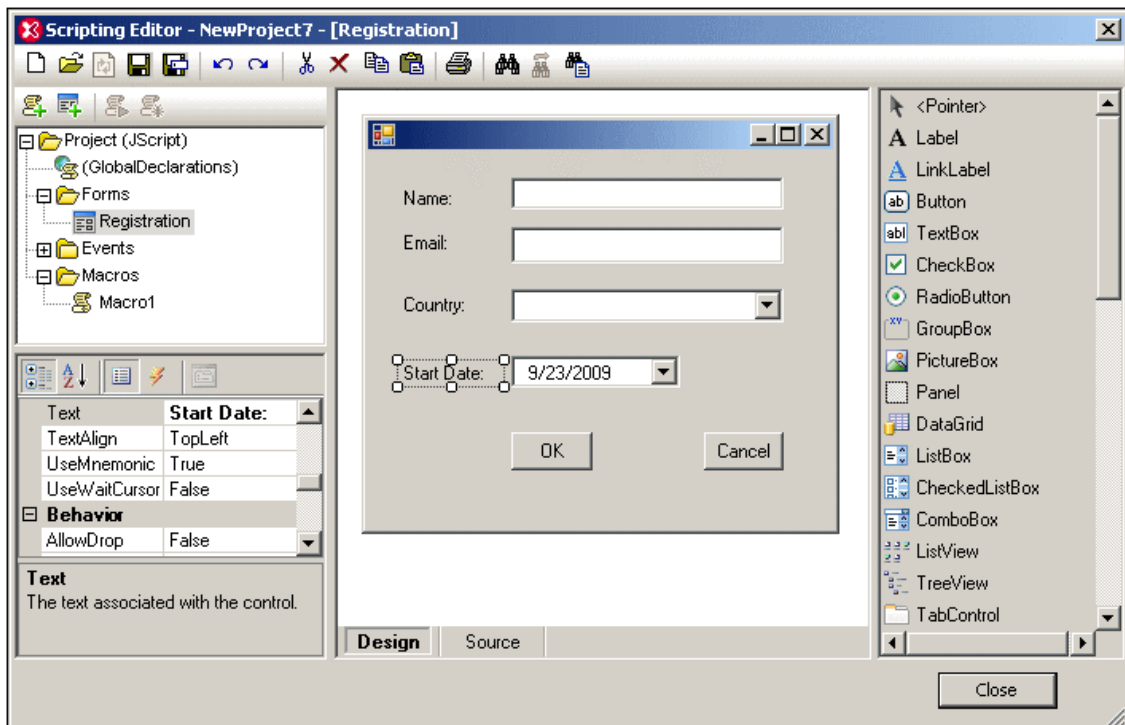 Scripting Editor - NewProject7 - [Registration]
Project (JScript)
(GlobalDeclarations)
Forms
Registration
Events
Macros
Macro1
Text Start Date:
TextAlign TopLeft
UseMnemonic True
UseWaitCursor False
Behavior
AllowDrop False
Text
The text associated with the control.
Name:
Email:
Country:
Start Date: 9/23/2009
OK Cancel
Design Source
<Pointer>
A Label
A LinkLabel
ab Button
abl TextBox
CheckBox
RadioButton
XY GroupBox
PictureBox
Panel
DataGrid
ListBox
CheckedListBox
ComboBox
ListView
TreeView
TabControl
Close